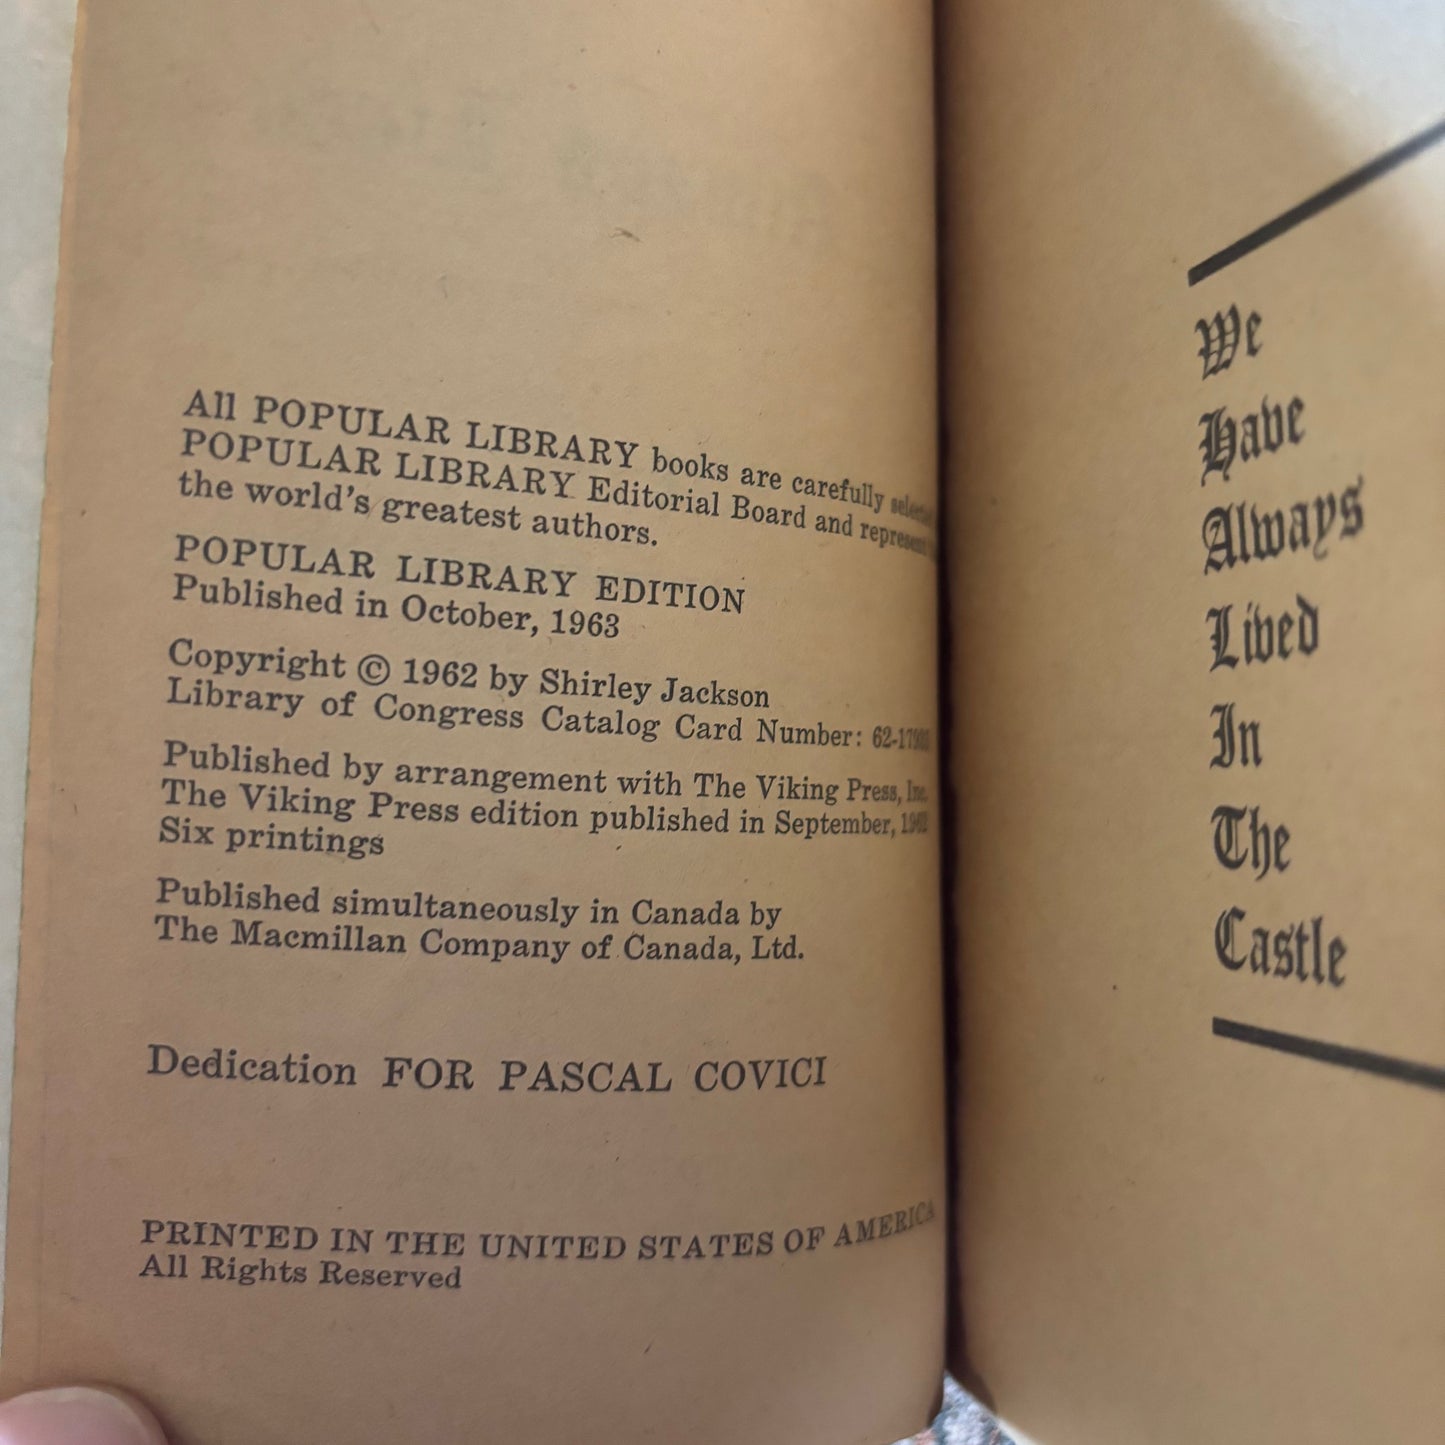 All POPULAR LIBRARY books are carefully selected
POPULAR LIBRARY Editorial Board and represent
the world's greatest authors.
POPULAR LIBRARY EDITION
Published in October, 1963
Copyright © 1962 by Shirley Jackson
Library of Congress Catalog Card Number:
Published by arrangement with The Viking Press, Inc.
The Viking Press edition published in September, 1962
Six printings
Published simultaneously in Canada by
The Macmillan Company of Canada, Ltd.
Dedication FOR PASCAL COVICI
PRINTED IN THE UNITED STATES OF AMERICA
All Rights Reserved
We
Have
Always
Lived
In
The
Castle